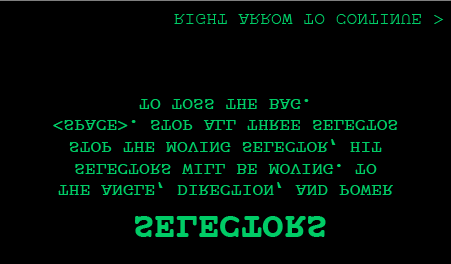 SELECTORS
THE ANGLE, DIRECTION, AND POWER
SELECTORS WILL BE MOVING. TO
STOP THE MOVING SELECTOR, HIT
<SPACE>. STOP ALL THREE SELECTOS
TO TOSS THE BAG.
RIGHT ARROW TO CONTINUE >